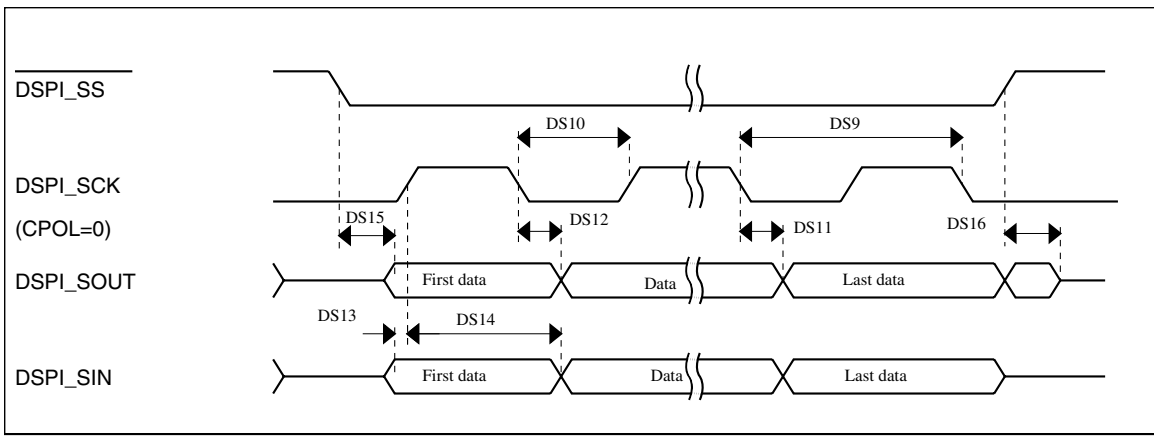 DSPI_SS
DS10
DS9
DSPI_SCK
(CPOL=0)
DS15
DS12
DS11
DS16
DSPI_SOUT
First data
Data
Last data
DS13
DS14
DSPI_SIN
First data
Data
Last data